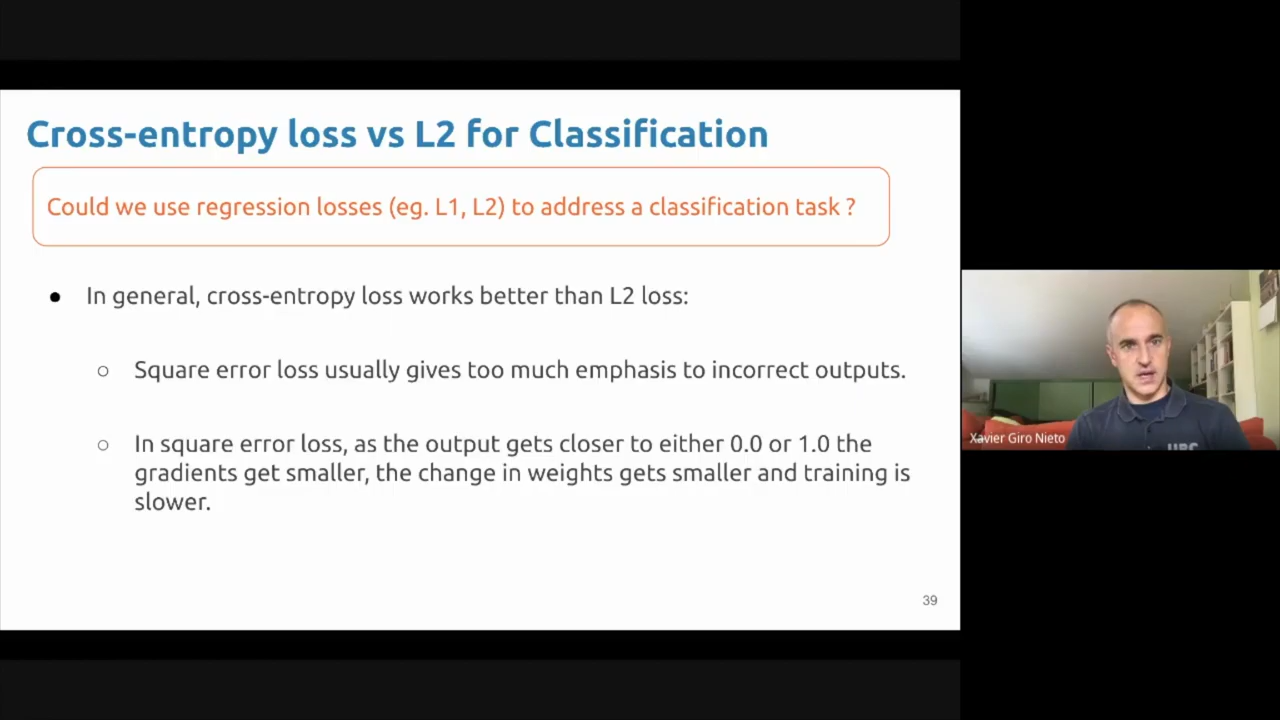 Cross-entropy loss vs L2 for Classification
Could we use regression losses (eg. L1, L2) to address a classification task ?
● In general, cross-entropy loss works better than L2 loss:
○ Square error loss usually gives too much emphasis to incorrect outputs.
○ In square error loss, as the output gets closer to either 0.0 or 1.0 the
gradients get smaller, the change in weights gets smaller and training is
slower.
39
Xavier Giro Nieto